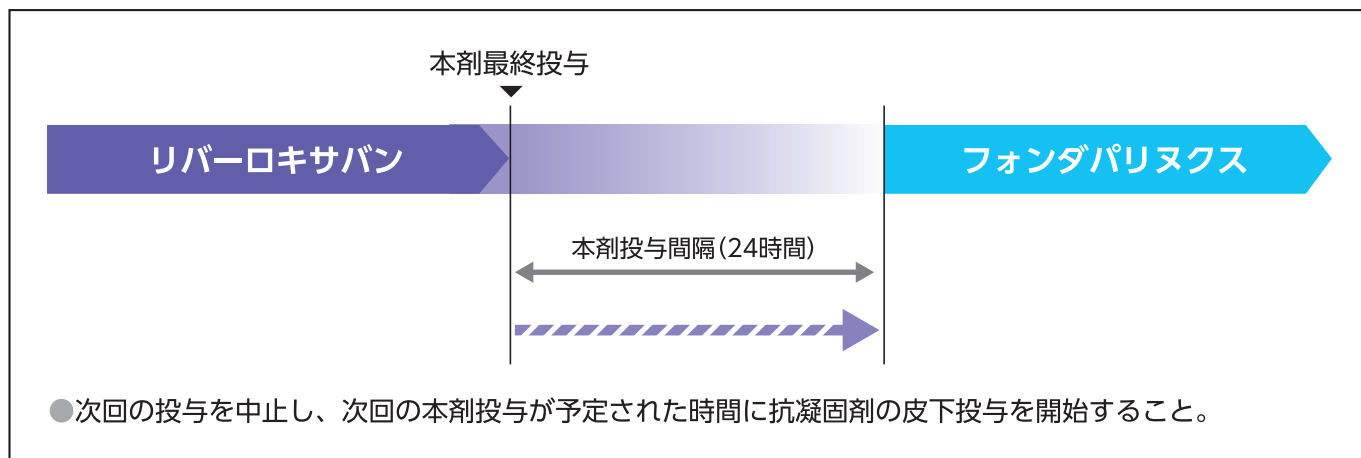 本剤最終投与
リバーロキサバン
フォンダパリヌクス
本剤投与間隔（24時間）
●次回の投与を中止し、次回の本剤投与が予定された時間に抗凝固剤の皮下投与を開始すること。